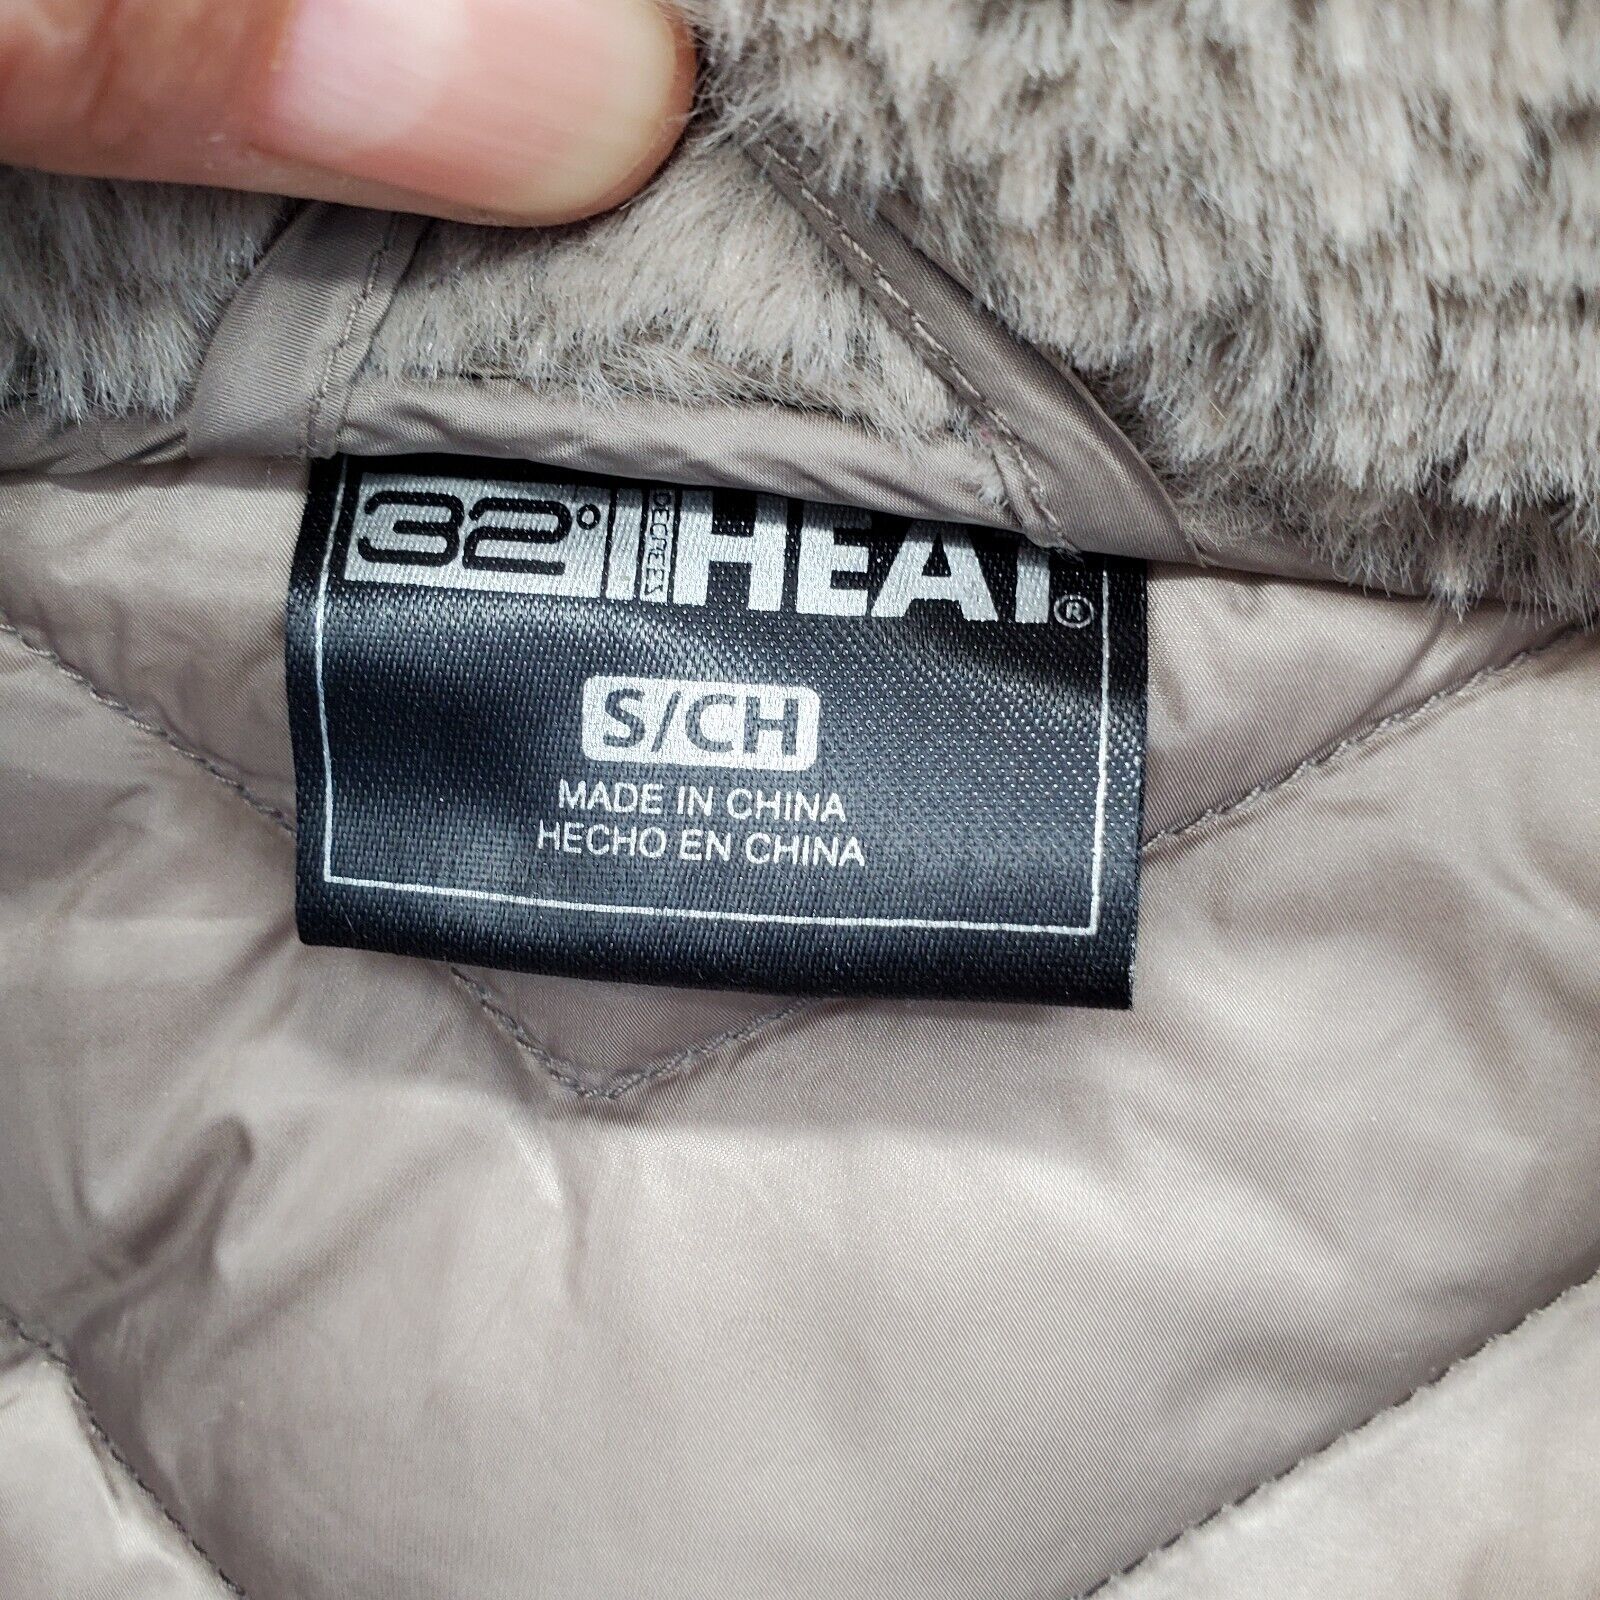 32° DEGREES HEAT®
S/CH
MADE IN CHINA
HECHO EN CHINA